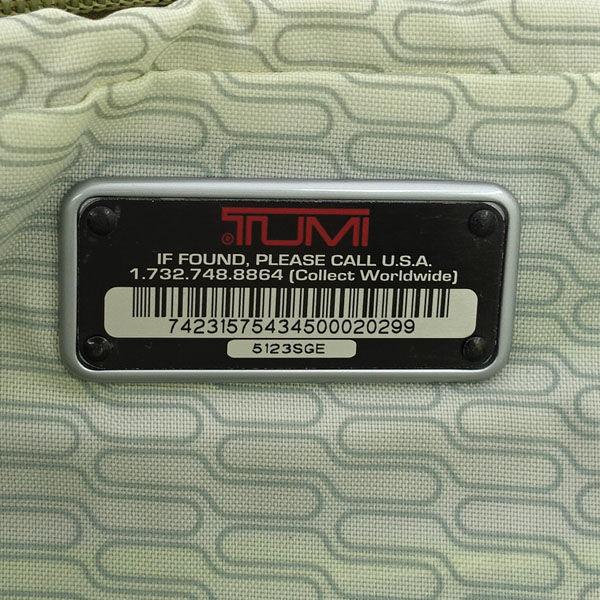 ®TUMI
IF FOUND, PLEASE CALL U.S.A.
1.732.748.8864 (Collect Worldwide)
74231575434500020299
5123SGE